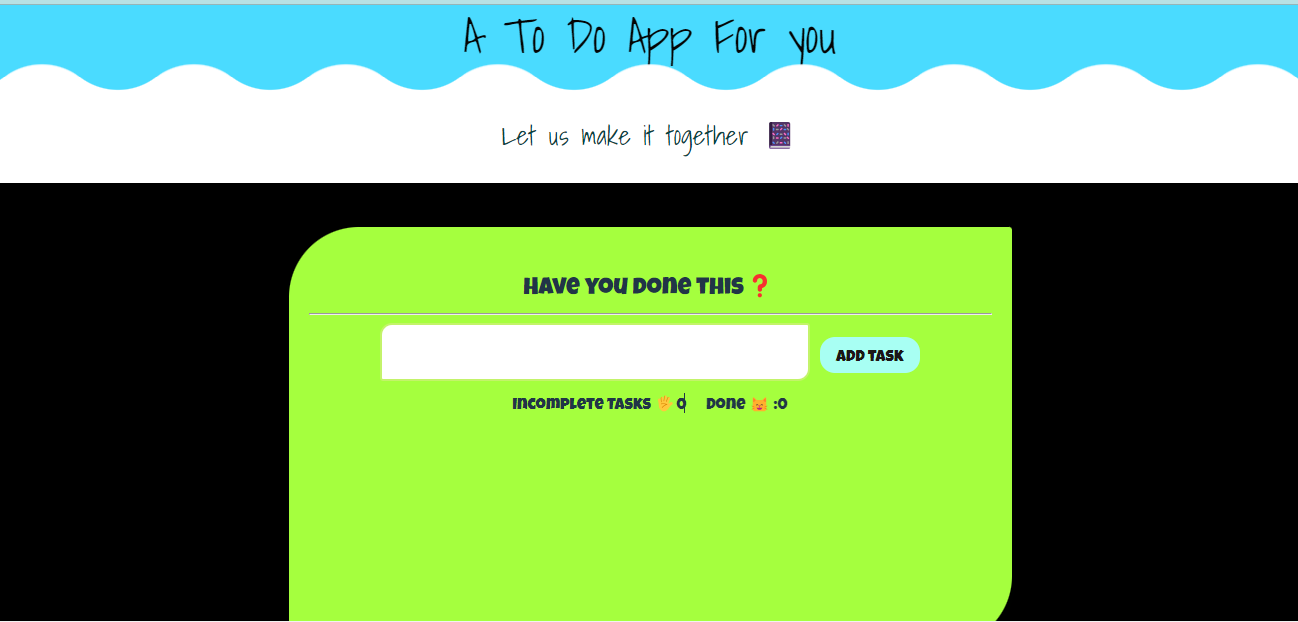 A To Do App For you
Let us make it together 📓
Have you done this ❓
ADD TASK
Incomplete Tasks 🖐 0 Done 😺 :0